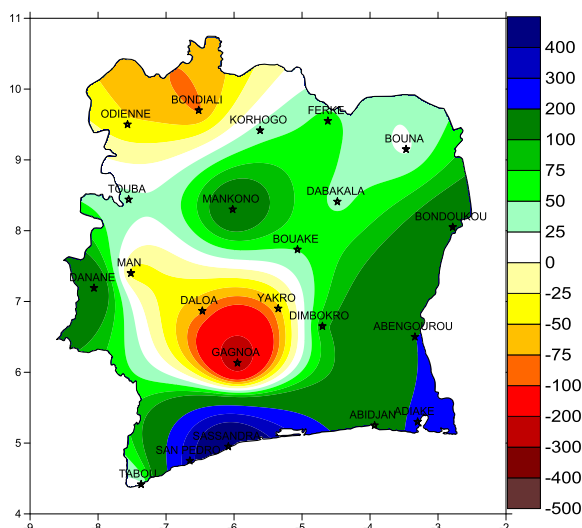 11
10
9
8
7
6
5
4
9
8
7
6
5
4
3
2
BONDIALI
ODIENNE
KORHOGO
FERKE
BOUNA
TOUBA
MANKONO
DABAKALA
BONDOUKOU
BOUAKE
MAN
DANANE
DALOA
YAKRO
DIMBOKRO
ABENGOUROU
GAGNOA
ABIDJAN
ADIAKE
SASSANDRA
SAN PEDRO
TABOU
400
300
200
100
75
50
25
0
-25
-50
-75
-100
-200
-300
-400
-500